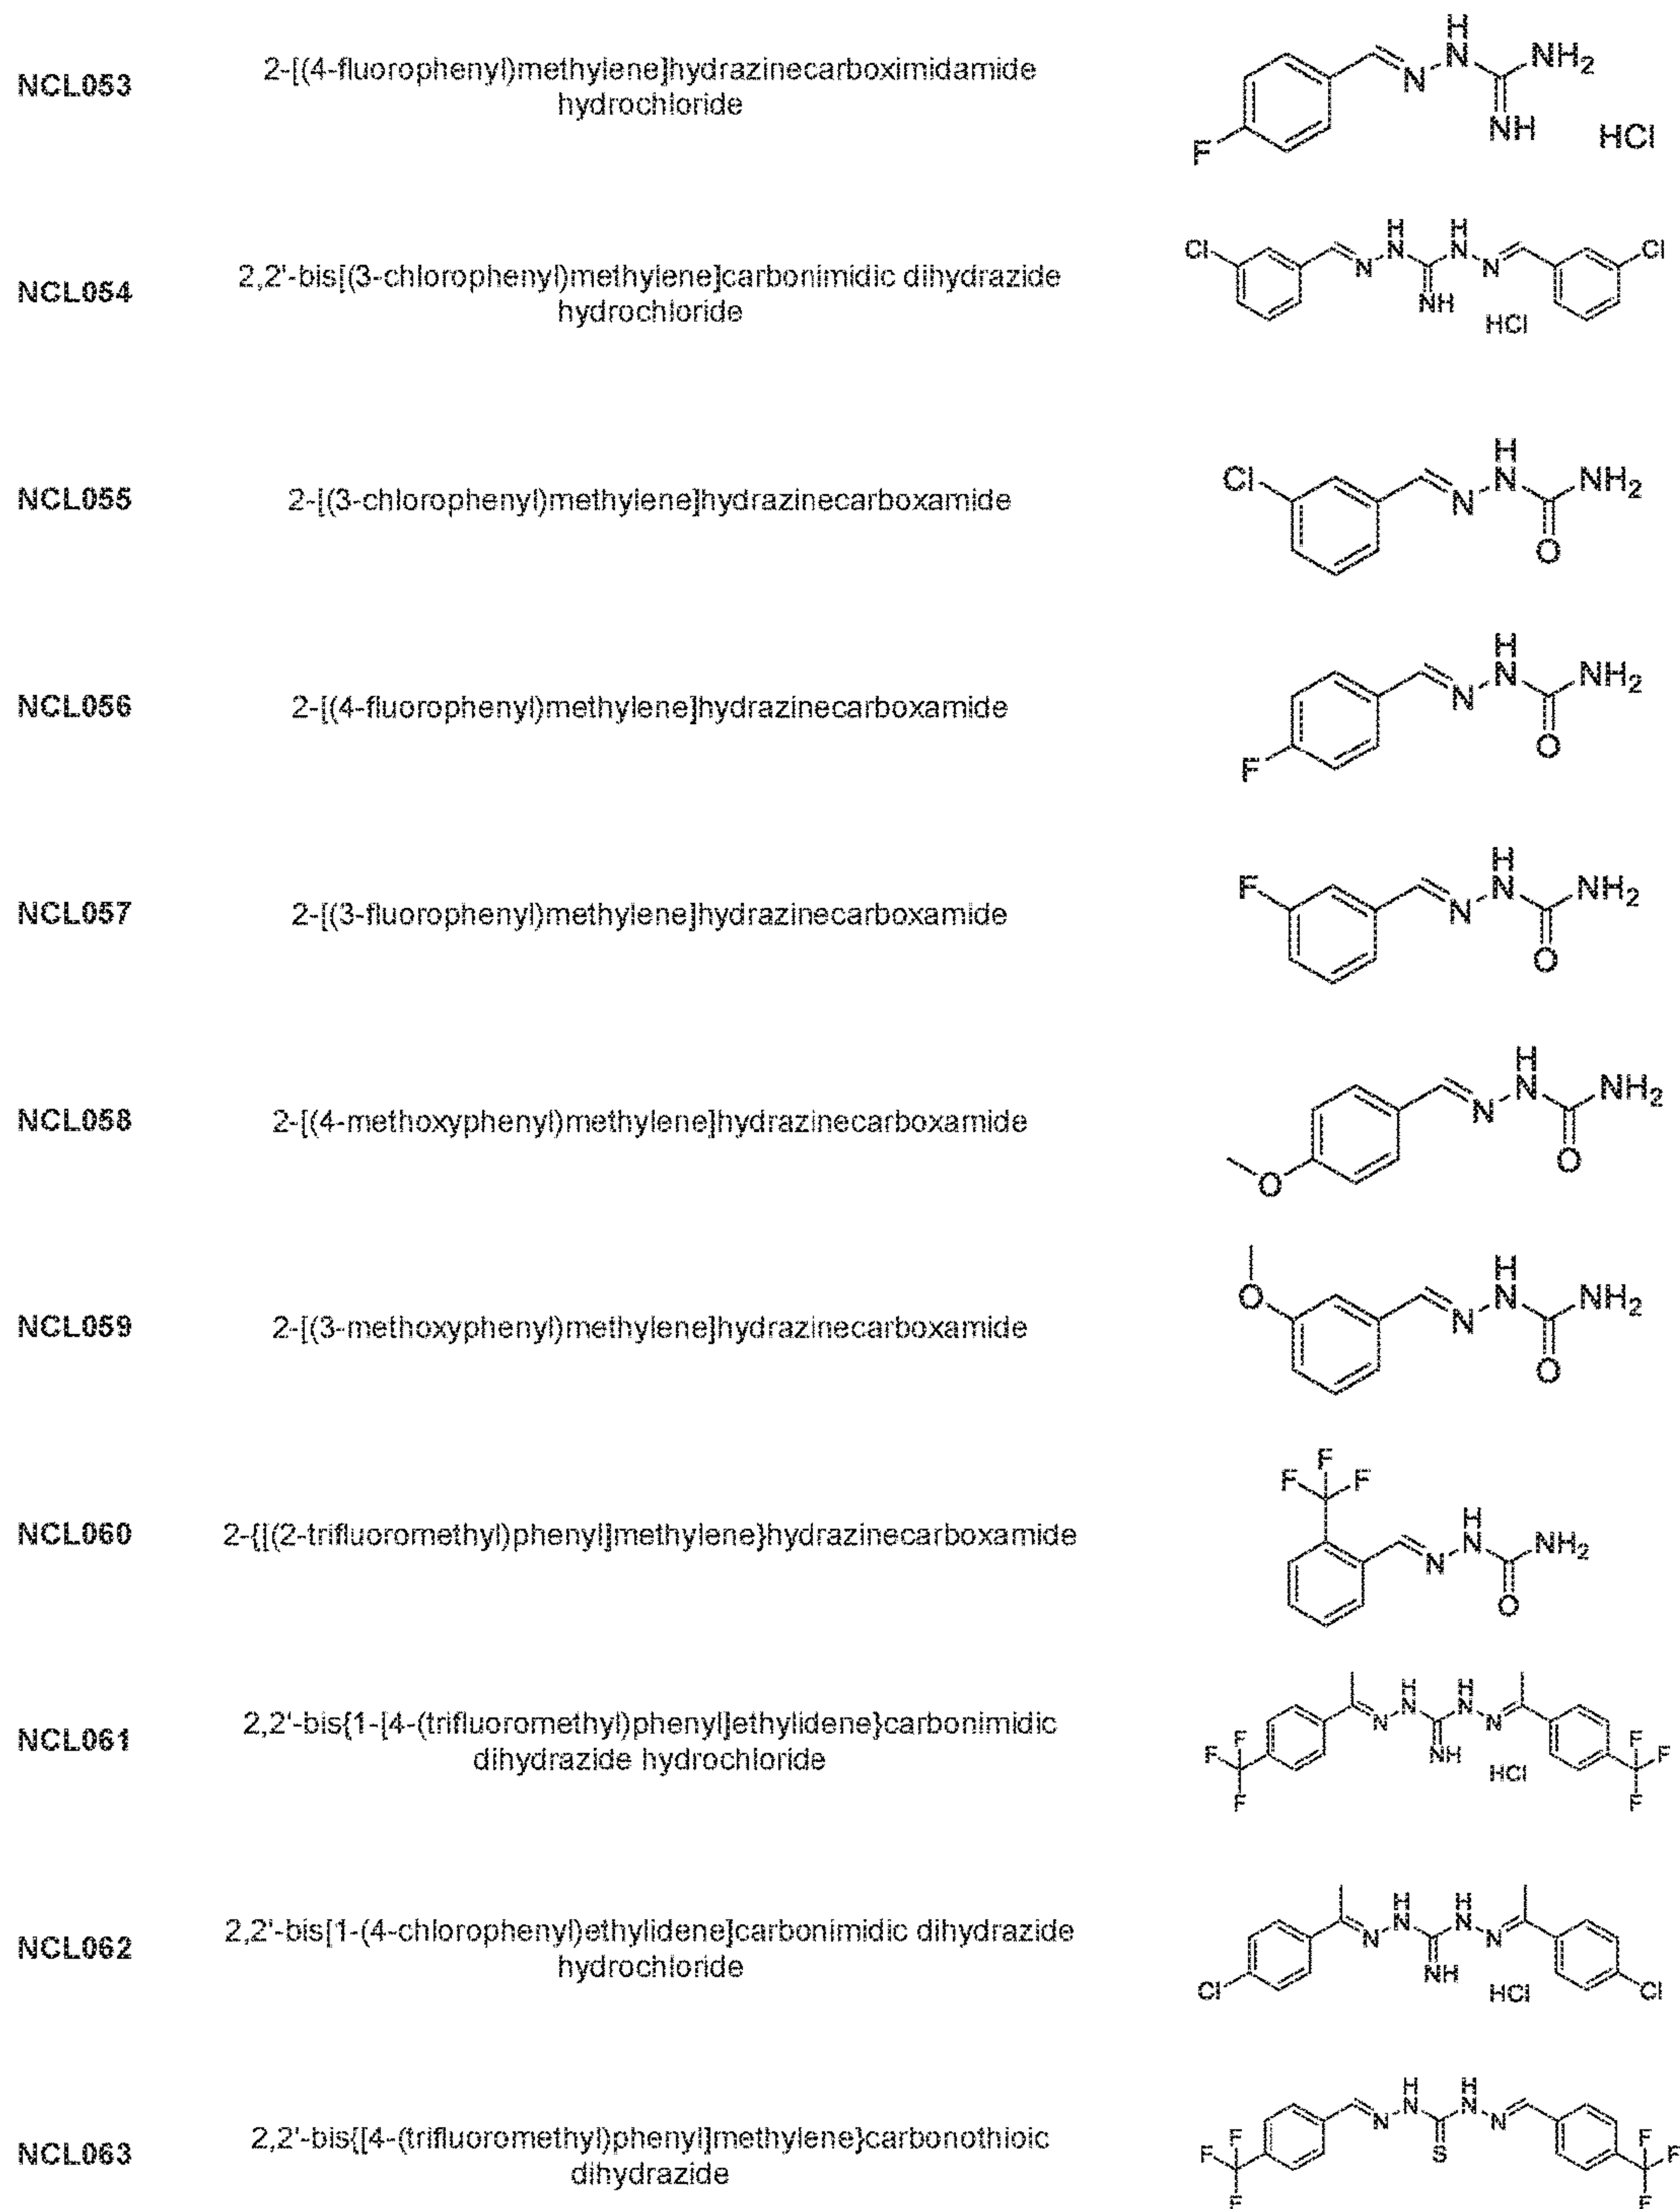 NCL053
2-[(4-fluorophenyl)methylene]hydrazinecarboximidamide
hydrochloride
H
N
NH2
N
NH
F
HCl
NCL054
2,2'-bis[(3-chlorophenyl)methylene]carbonimidic dihydrazide
hydrochloride
Cl
H
N
H
N
Cl
N
N
NH
HCl
NCL055
2-[(3-chlorophenyl)methylene]hydrazinecarboxamide
H
Cl
N
NH2
N
O
NCL056
2-[(4-fluorophenyl)methylene]hydrazinecarboxamide
H
N
NH2
N
O
F
NCL057
2-[(3-fluorophenyl)methylene]hydrazinecarboxamide
H
F
N
NH2
N
O
NCL058
2-[(4-methoxyphenyl)methylene]hydrazinecarboxamide
H
N
NH2
N
O
O
NCL059
2-[(3-methoxyphenyl)methylene]hydrazinecarboxamide
H
O
N
NH2
N
O
NCL060
2-{[(2-trifluoromethyl)phenyl]methylene}hydrazinecarboxamide
F
F
F
H
N
NH2
N
O
NCL061
2,2'-bis{1-[4-(trifluoromethyl)phenyl]ethylidene}carbonimidic
dihydrazide hydrochloride
H
N
H
N
N
N
NH
HCl
F
F
F
F
F
F
NCL062
2,2'-bis[1-(4-chlorophenyl)ethylidene]carbonimidic dihydrazide
hydrochloride
H
N
H
N
N
N
NH
HCl
Cl
Cl
NCL063
2,2'-bis{[4-(trifluoromethyl)phenyl]methylene}carbonothioic
dihydrazide
H
N
H
N
N
N
S
F
F
F
F
F
F